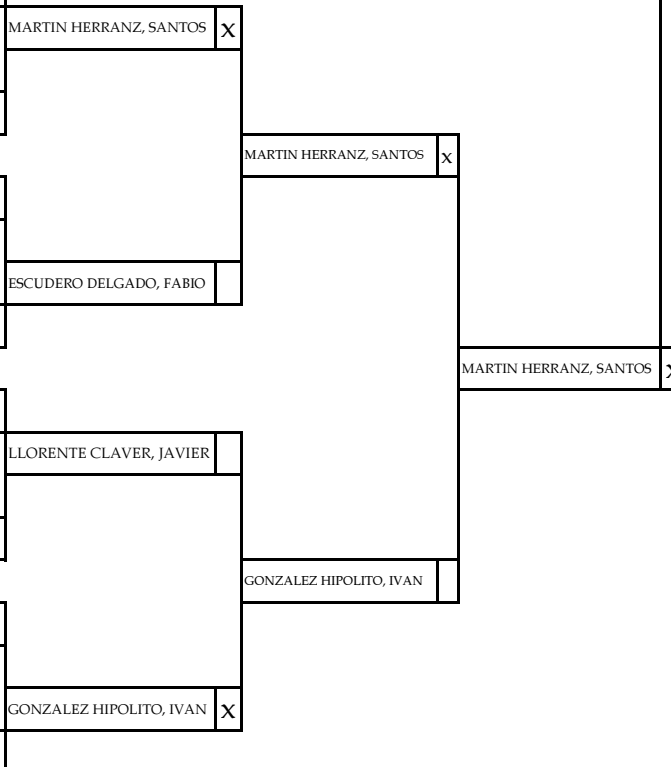 MARTIN HERRANZ, SANTOS X
MARTIN HERRANZ, SANTOS X
ESCUDERO DELGADO, FABIO
MARTIN HERRANZ, SANTOS
LLORENTE CLAVER, JAVIER
GONZALEZ HIPOLITO, IVAN
GONZALEZ HIPOLITO, IVAN X